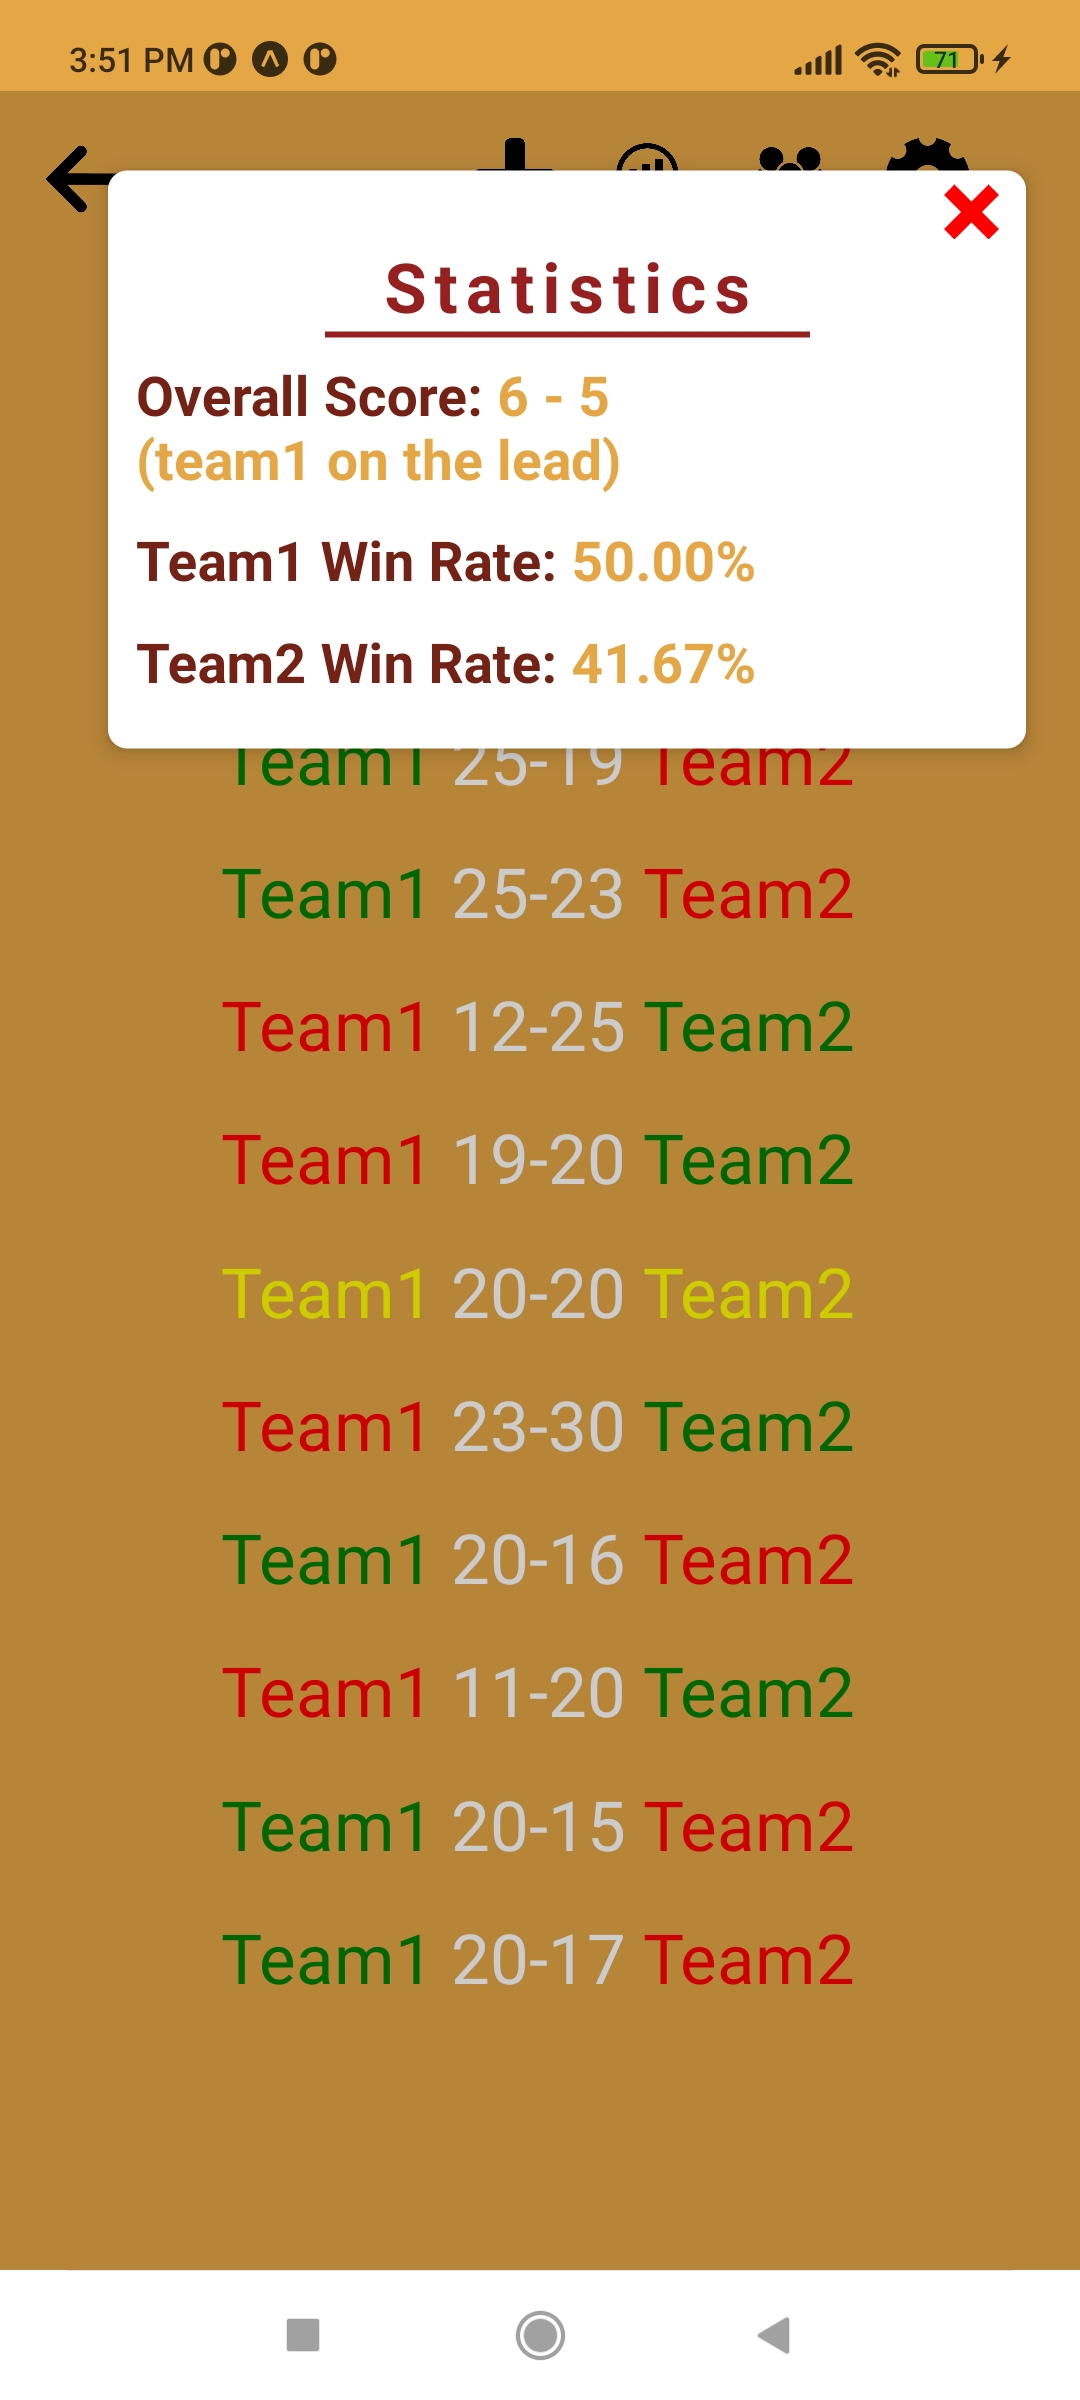 3:51 PM
71
Statistics
Overall Score: 6 - 5
(team1 on the lead)
Team1 Win Rate: 50.00%
Team2 Win Rate: 41.67%
Team1 25-19 Team2
Team1 25-23 Team2
Team1 12-25 Team2
Team1 19-20 Team2
Team1 20-20 Team2
Team1 23-30 Team2
Team1 20-16 Team2
Team1 11-20 Team2
Team1 20-15 Team2
Team1 20-17 Team2